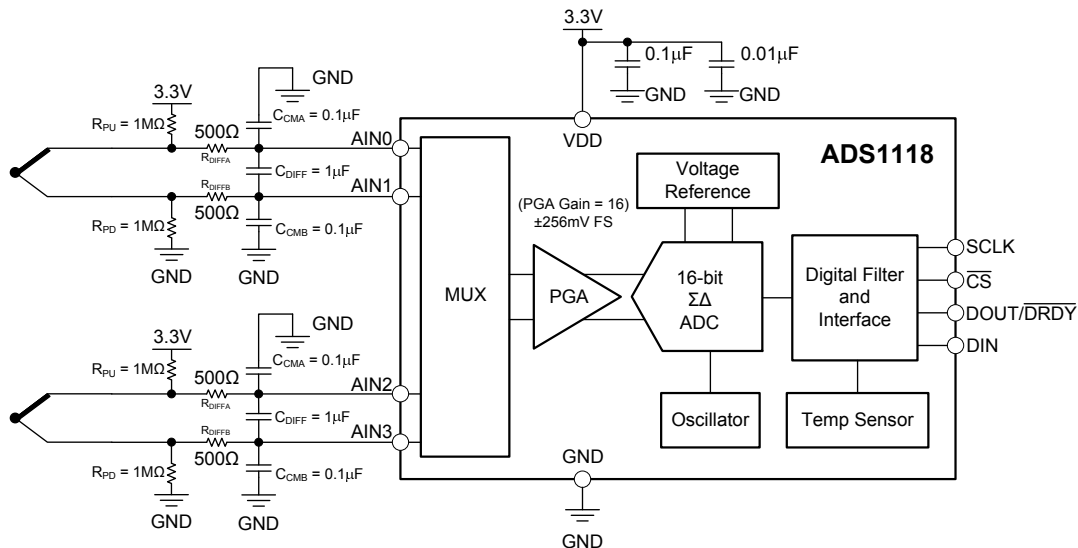 3.3V
0.1μF
0.01μF
GND
GND
VDD
GND
3.3V
R_PU = 1MΩ
500Ω
R_DIFFA
C_CMA = 0.1μF
AIN0
C_DIFF = 1μF
AIN1
R_DIFFB
500Ω
R_PD = 1MΩ
C_CMB = 0.1μF
GND
GND
ADS1118
Voltage
Reference
(PGA Gain = 16)
±256mV FS
MUX
PGA
16-bit
ΣΔ
ADC
Digital Filter
and
Interface
SCLK
C̅S̅
DOUT/D̅R̅D̅Y̅
DIN
Oscillator
Temp Sensor
GND
3.3V
R_PU = 1MΩ
500Ω
R_DIFFA
C_CMA = 0.1μF
AIN2
C_DIFF = 1μF
AIN3
R_DIFFB
500Ω
R_PD = 1MΩ
C_CMB = 0.1μF
GND
GND
GND
GND